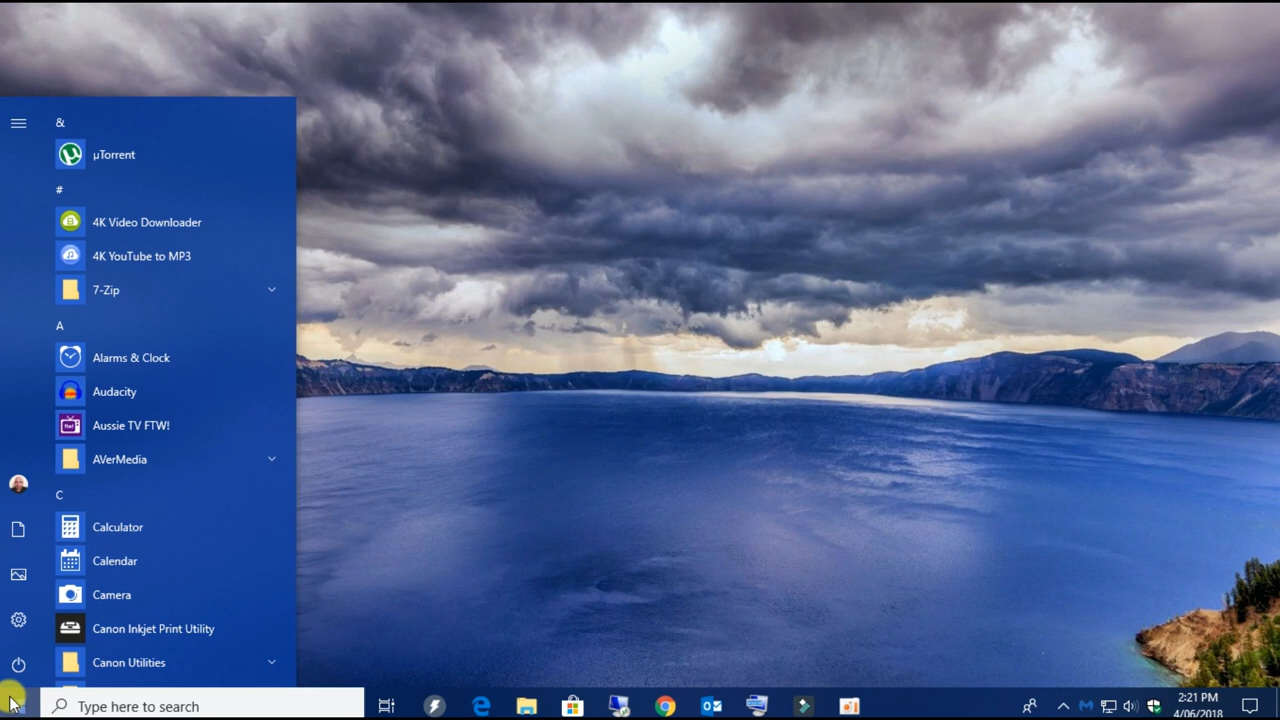 &
µTorrent
#
4K Video Downloader
4K YouTube to MP3
7-Zip
A
Alarms & Clock
Audacity
Aussie TV FTW!
AVerMedia
C
Calculator
Calendar
Camera
Canon Inkjet Print Utility
Canon Utilities
Type here to search
2:21 PM
4/06/2018